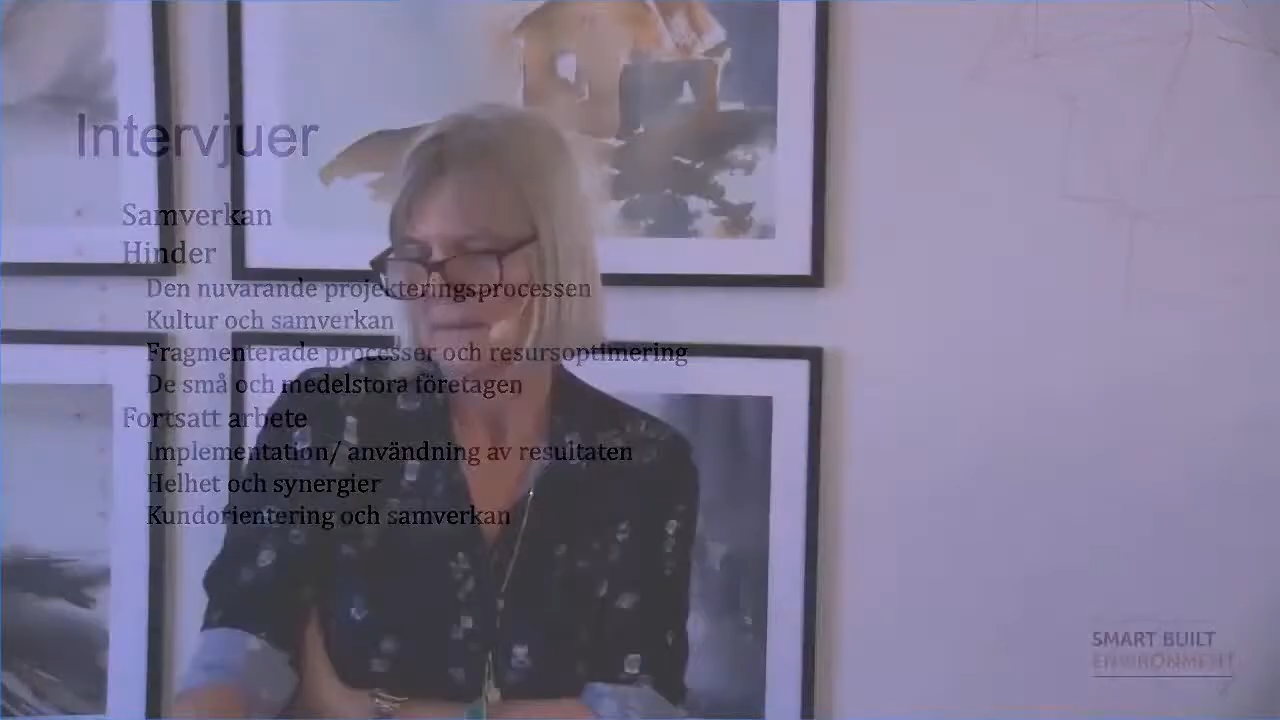 Intervjuer
Samverkan
Hinder
Den nuvarande projekteringsprocessen
Kultur och samverkan
Fragmenterade processer och resursoptimering
De små och medelstora företagen
Fortsatt arbete
Implementation/ användning av resultaten
Helhet och synergier
Kundorientering och samverkan
SMART BUILT
ENVIRONMENT